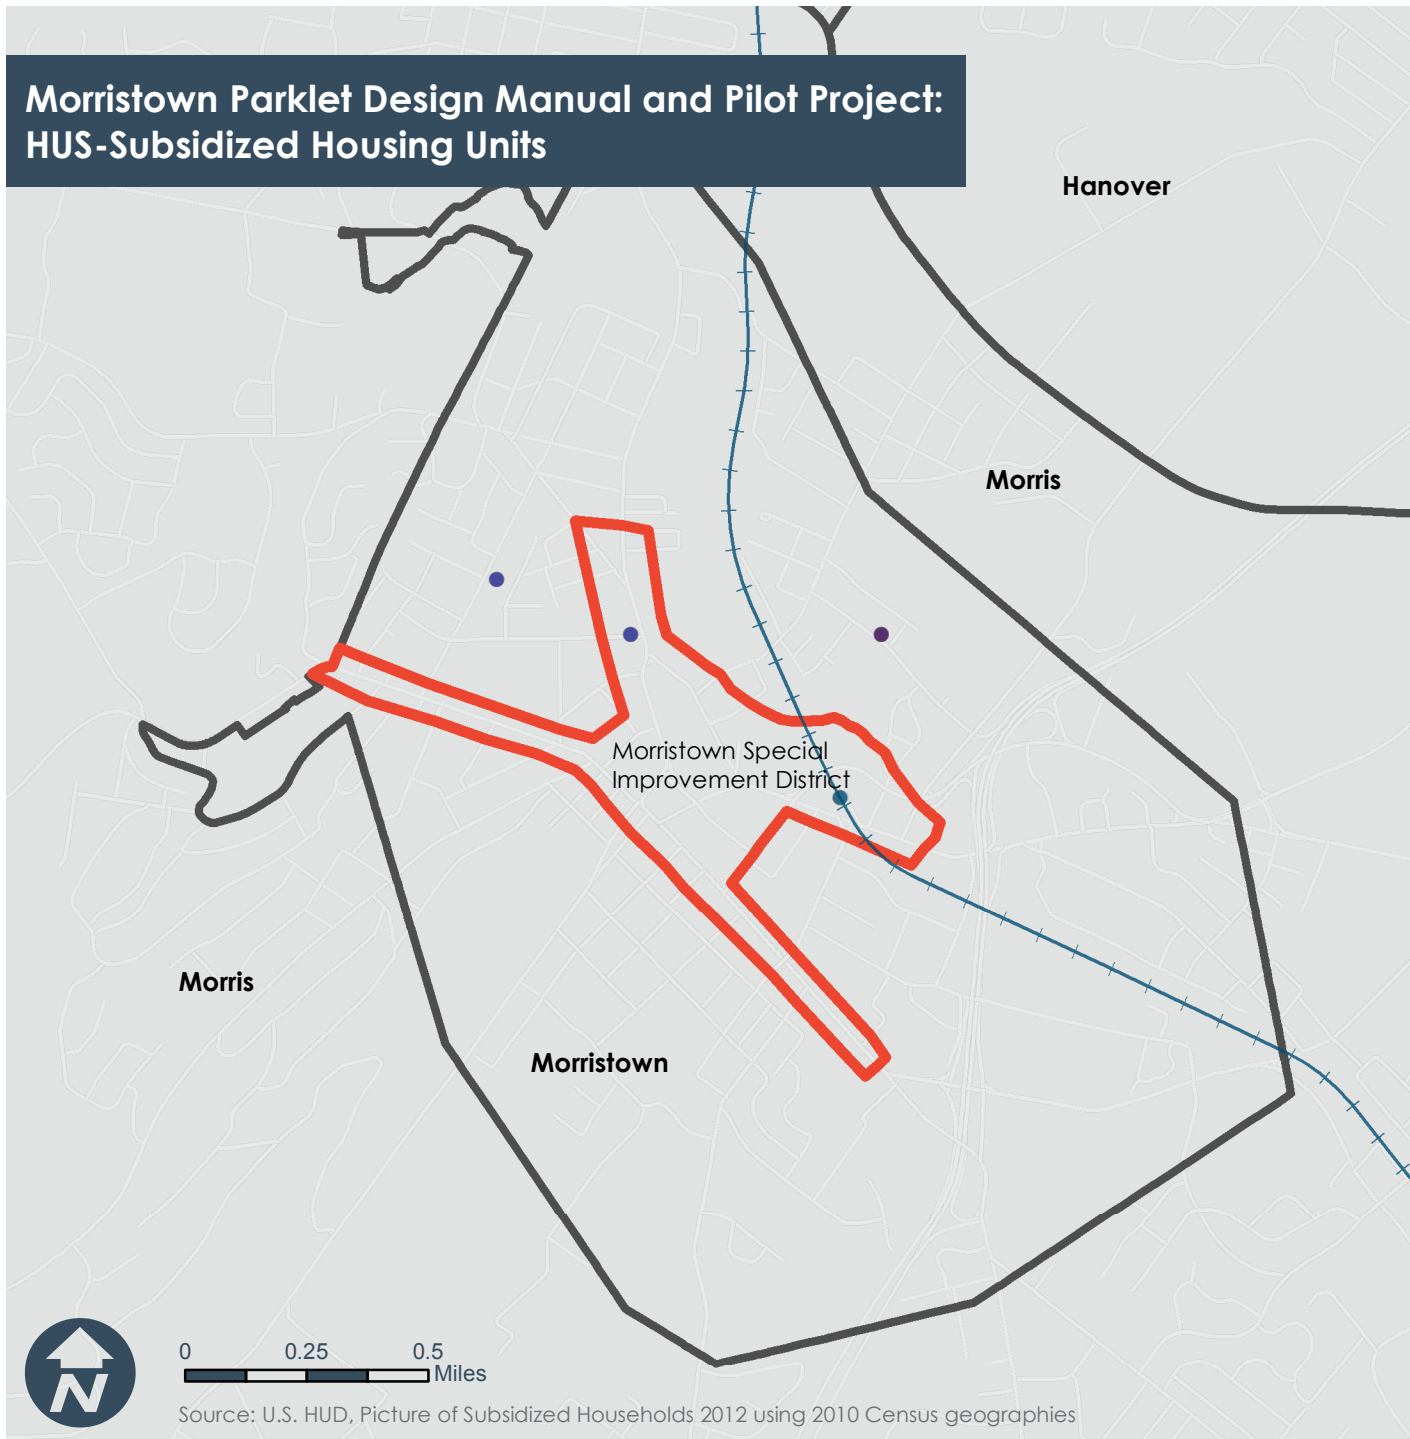 Morristown Parklet Design Manual and Pilot Project:
HUS-Subsidized Housing Units
Hanover
Morris
Morristown Special
Improvement District
Morris
Morristown
N
0 0.25 0.5
Miles
Source: U.S. HUD, Picture of Subsidized Households 2012 using 2010 Census geographies